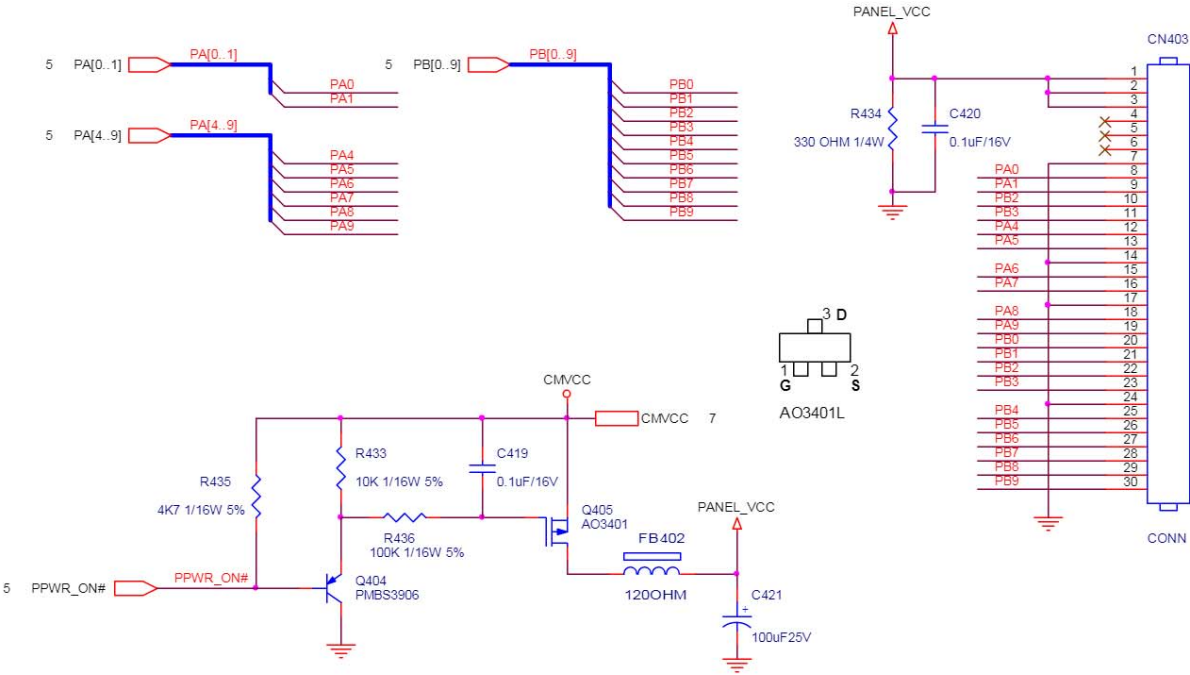 PANEL_VCC
CN403
5 PA[0..1] PA[0..1]
PA0
PA1
5 PB[0..9] PB[0..9]
PB0
PB1
PB2
PB3
PB4
PB5
PB6
PB7
PB8
PB9
5 PA[4..9] PA[4..9]
PA4
PA5
PA6
PA7
PA8
PA9
R434
330 OHM 1/4W
C420
0.1uF/16V
1
2
3
4
5
6
7
PA0 8
PA1 9
PB2 10
PB3 11
PA4 12
PA5 13
14
PA6 15
PA7 16
17
PA8 18
PA9 19
PB0 20
PB1 21
PB2 22
PB3 23
24
PB4 25
PB5 26
PB6 27
PB7 28
PB8 29
PB9 30
CONN
3 D
1 2
G S
AO3401L
CMVCC
CMVCC 7
R435
4K7 1/16W 5%
R433
10K 1/16W 5%
C419
0.1uF/16V
R436
100K 1/16W 5%
Q405
AO3401
PANEL_VCC
FB402
120OHM
5 PPWR_ON# PPWR_ON#
Q404
PMBS3906
C421
+
100uF25V